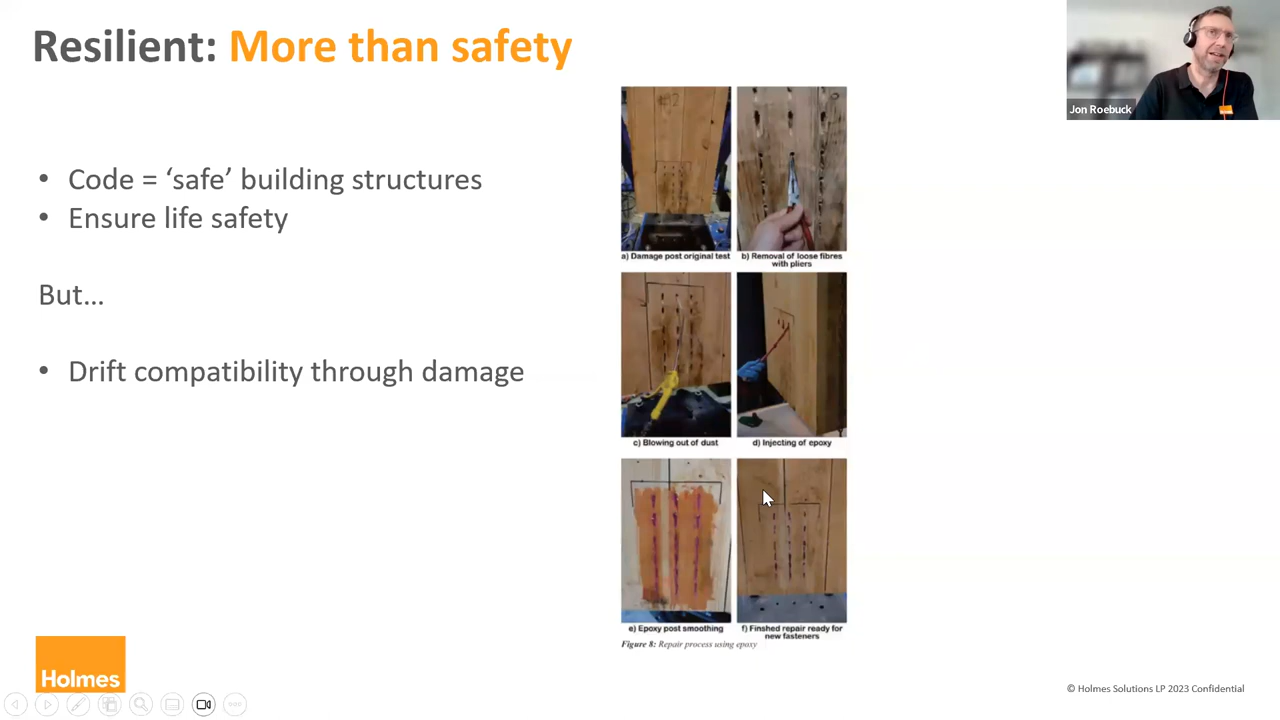 Resilient: More than safety
Jon Roebuck
• Code = ‘safe’ building structures
• Ensure life safety
But...
• Drift compatibility through damage
a) Damage post original test
b) Removal of loose fibres
with pliers
c) Blowing out of dust
d) Injecting of epoxy
e) Epoxy post smoothing
f) Finshed repair ready for
new fasteners
Figure 8: Repair process using epoxy
Holmes
© Holmes Solutions LP 2023 Confidential